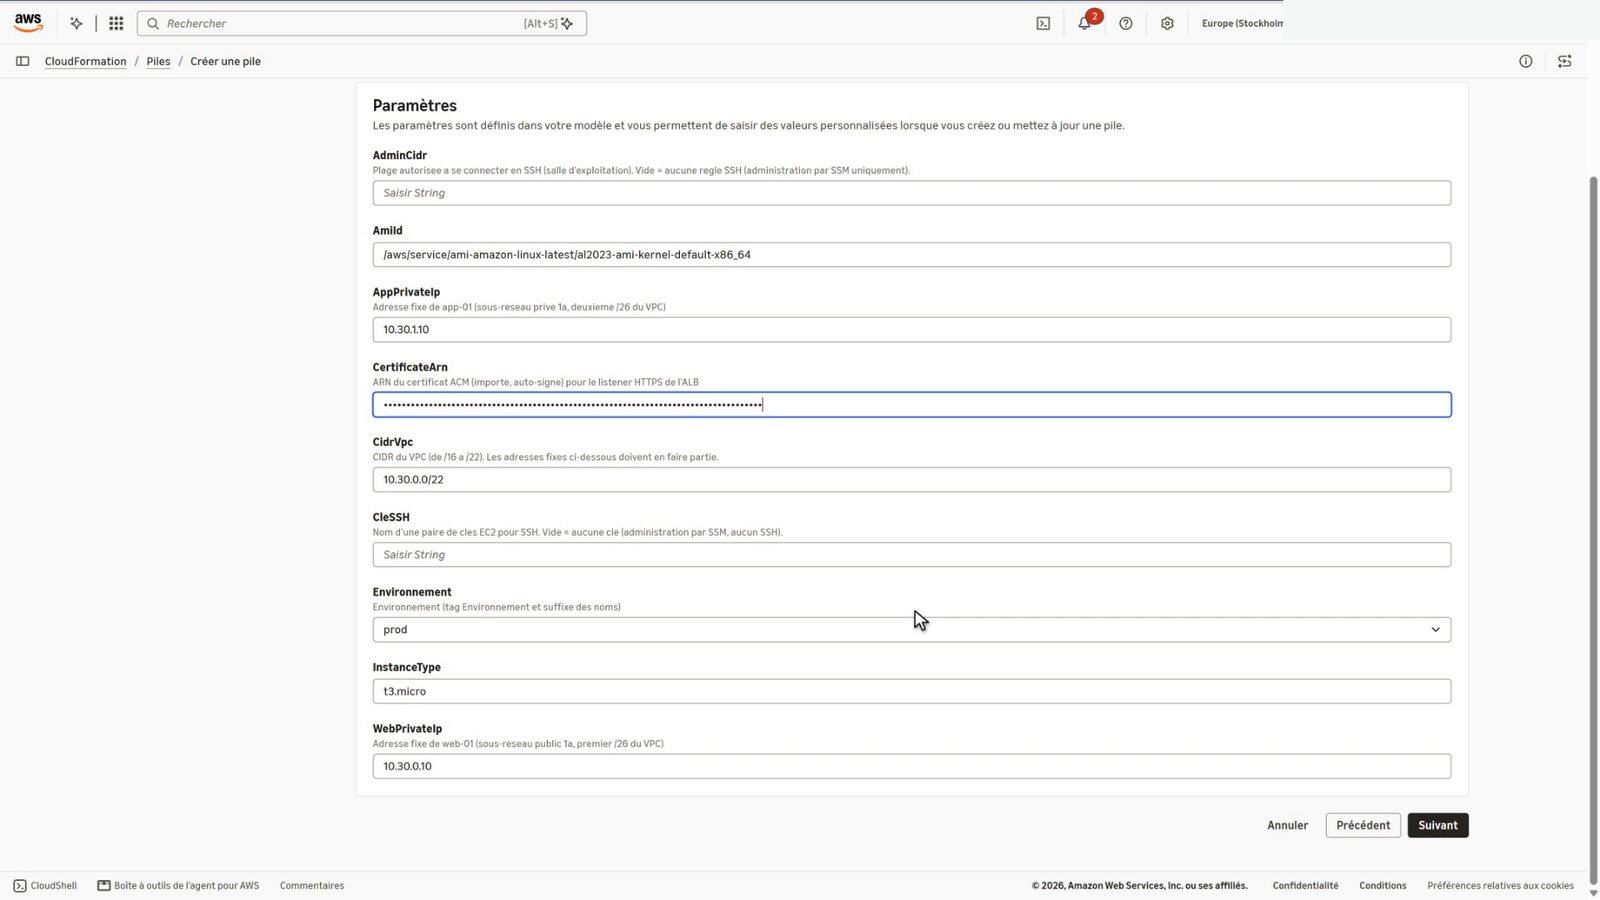 aws
Rechercher
[Alt+S]
2
Europe (Stockholm
CloudFormation / Piles / Créer une pile
Paramètres
Les paramètres sont définis dans votre modèle et vous permettent de saisir des valeurs personnalisées lorsque vous créez ou mettez à jour une pile.
AdminCidr
Plage autorisee a se connecter en SSH (salle d'exploitation). Vide = aucune regle SSH (administration par SSM uniquement).
Saisir String
AmiId
/aws/service/ami-amazon-linux-latest/al2023-ami-kernel-default-x86_64
AppPrivateIp
Adresse fixe de app-01 (sous-reseau prive 1a, deuxieme /26 du VPC)
10.30.1.10
CertificateArn
ARN du certificat ACM (importe, auto-signe) pour le listener HTTPS de l'ALB
CidrVpc
CIDR du VPC (de /16 a /22). Les adresses fixes ci-dessous doivent en faire partie.
10.30.0.0/22
CleSSH
Nom d'une paire de cles EC2 pour SSH. Vide = aucune cle (administration par SSM, aucun SSH).
Saisir String
Environnement
Environnement (tag Environnement et suffixe des noms)
prod
InstanceType
t3.micro
WebPrivateIp
Adresse fixe de web-01 (sous-reseau public 1a, premier /26 du VPC)
10.30.0.10
Annuler
Précédent
Suivant
CloudShell
Boîte à outils de l'agent pour AWS
Commentaires
© 2026, Amazon Web Services, Inc. ou ses affiliés.
Confidentialité
Conditions
Préférences relatives aux cookies